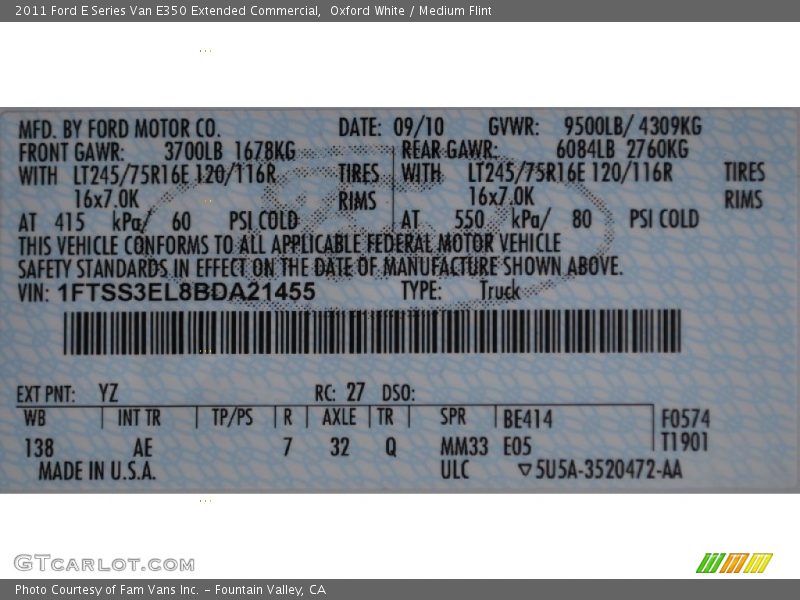 2011 Ford E Series Van E350 Extended Commercial,  Oxford White / Medium Flint
MFD. BY FORD MOTOR CO. DATE: 09/10 GVWR: 9500LB/ 4309KG
FRONT GAWR: 3700LB 1678KG REAR GAWR: 6084LB 2760KG
WITH LT245/75R16E 120/116R TIRES WITH LT245/75R16E 120/116R TIRES
16x7.0K RIMS 16x7.0K RIMS
AT 415 kPa/ 60 PSI COLD AT 550 kPa/ 80 PSI COLD
THIS VEHICLE CONFORMS TO ALL APPLICABLE FEDERAL MOTOR VEHICLE
SAFETY STANDARDS IN EFFECT ON THE DATE OF MANUFACTURE SHOWN ABOVE.
VIN: 1FTSS3EL8BDA21455 TYPE: Truck
EXT PNT: YZ RC: 27 DSO:
WB INT TR TP/PS R AXLE TR SPR BE414 F0574
138 AE 7 32 Q MM33 E05 T1901
MADE IN U.S.A. ULC ▽5U5A-3520472-AA
GTCARLOT.COM
Photo Courtesy of Fam Vans Inc. – Fountain Valley, CA